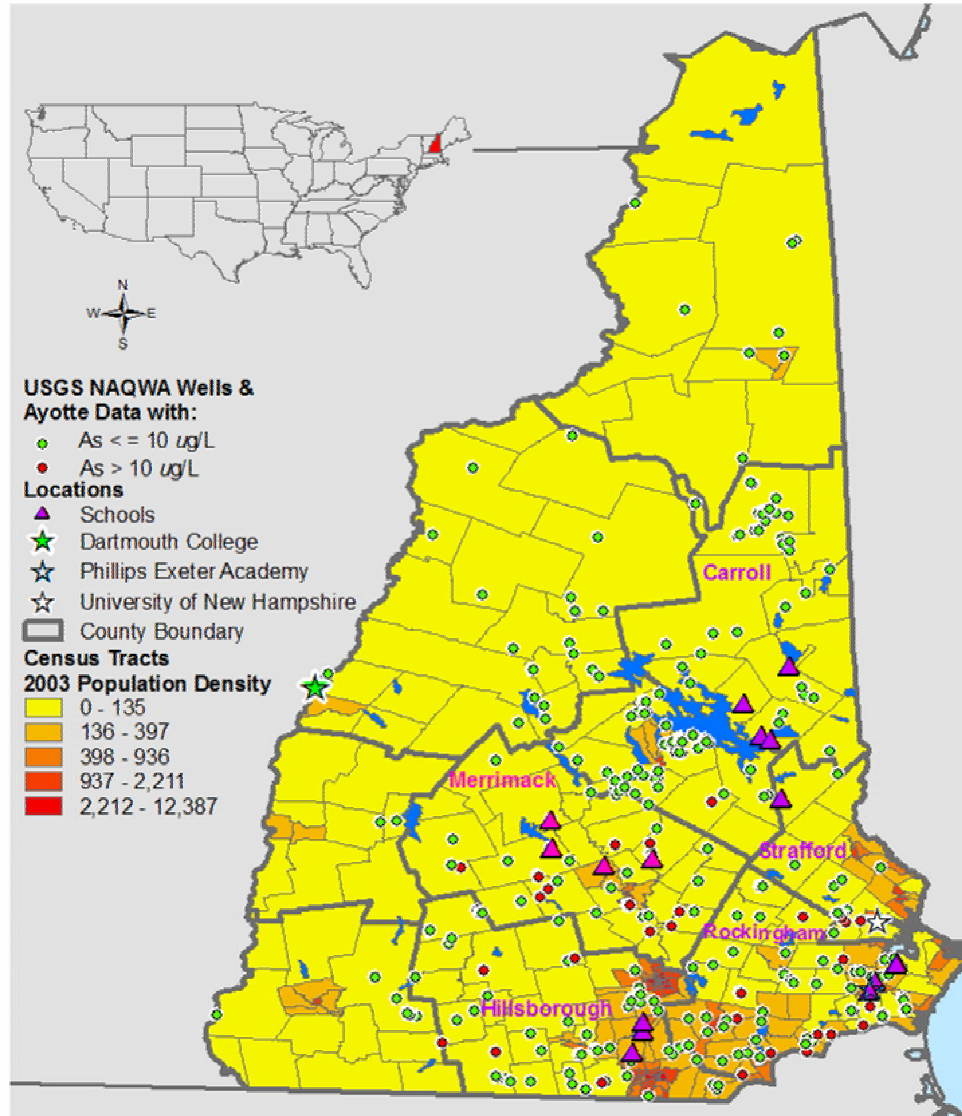 N
W E
S
USGS NAQWA Wells &
Ayotte Data with:
As < = 10 ug/L
As > 10 ug/L
Locations
Schools
Dartmouth College
Phillips Exeter Academy
University of New Hampshire
County Boundary
Census Tracts
2003 Population Density
0 - 135
136 - 397
398 - 936
937 - 2,211
2,212 - 12,387
Carroll
Merrimack
Strafford
Rockingham
Hillsborough